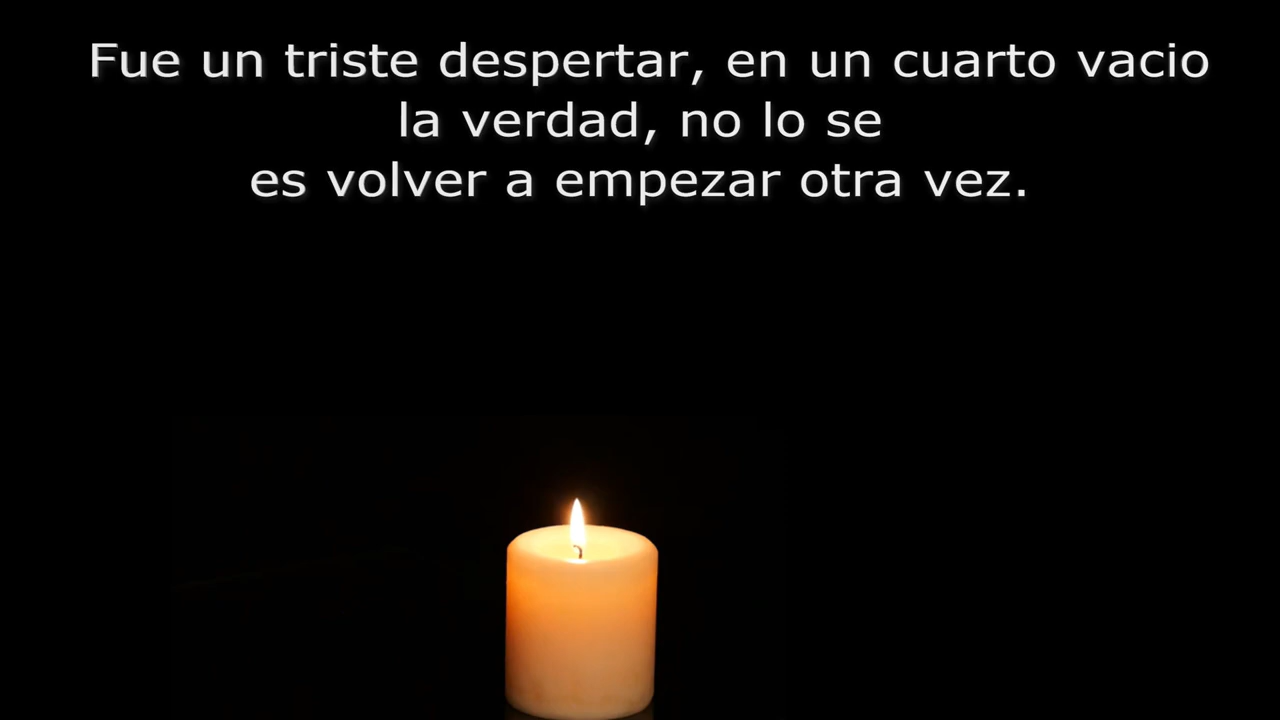 Fue un triste despertar, en un cuarto vacio
la verdad, no lo se
es volver a empezar otra vez.